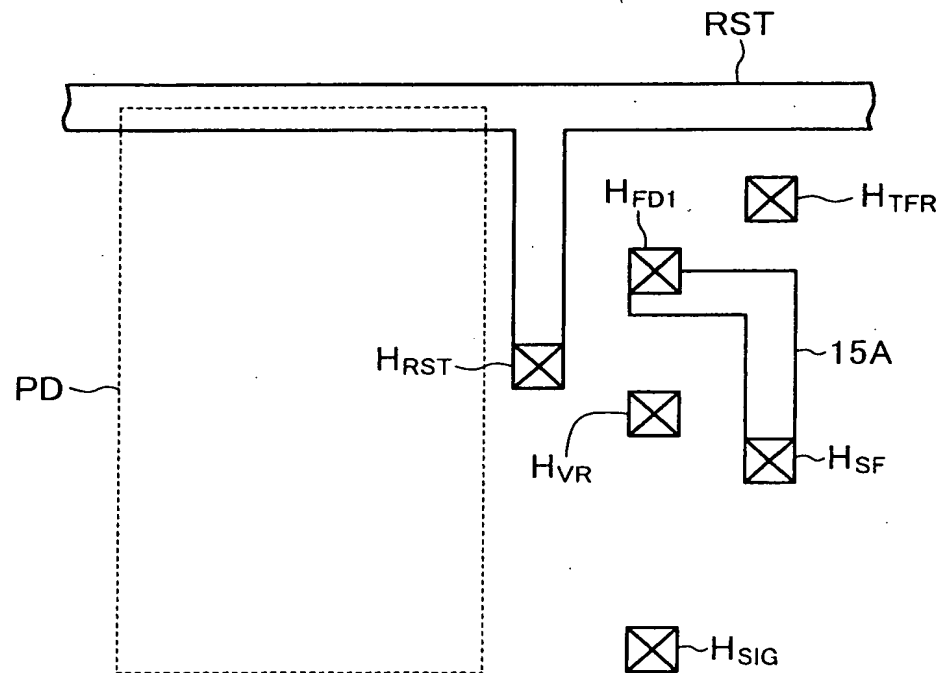 RST
H_FD1
H_TFR
H_RST
15A
PD
H_VR
H_SF
H_SIG